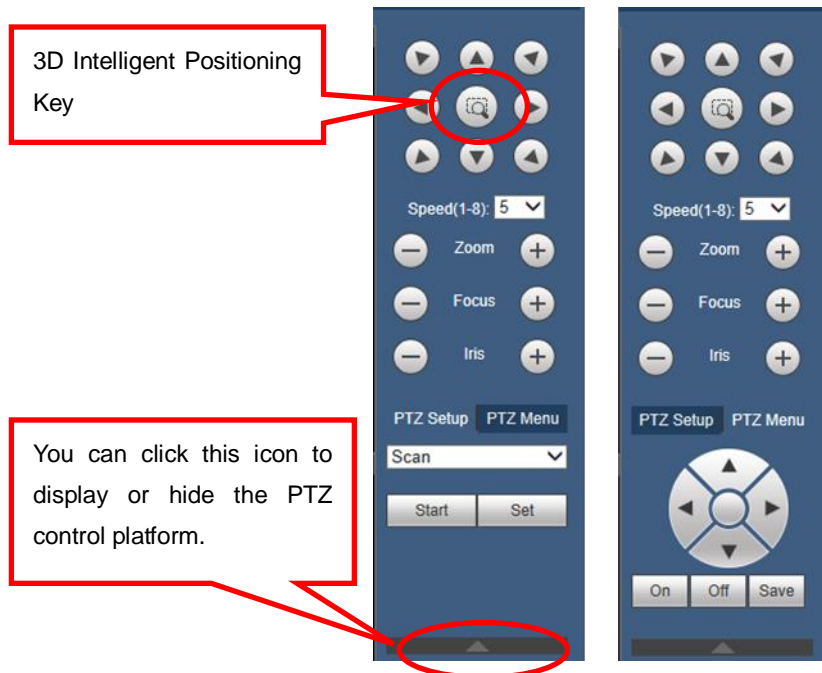 3D Intelligent Positioning
Key
Speed(1-8): 5
Zoom
Focus
Iris
PTZ Setup PTZ Menu
Scan
Start Set
You can click this icon to
display or hide the PTZ
control platform.
Speed(1-8): 5
Zoom
Focus
Iris
PTZ Setup PTZ Menu
On Off Save